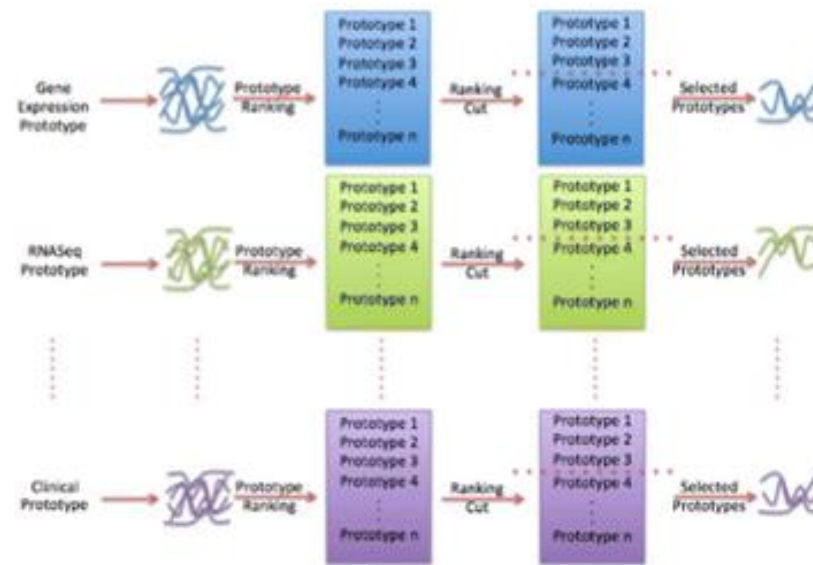 Gene
Expression
Prototype
Prototype
Ranking
Prototype 1
Prototype 2
Prototype 3
Prototype 4
Prototype n
Ranking
Cut
Prototype 1
Prototype 2
Prototype 3
Prototype 4
Prototype n
Selected
Prototypes
RNASeq
Prototype
Prototype
Ranking
Prototype 1
Prototype 2
Prototype 3
Prototype 4
Prototype n
Ranking
Cut
Prototype 1
Prototype 2
Prototype 3
Prototype 4
Prototype n
Selected
Prototypes
Clinical
Prototype
Prototype
Ranking
Prototype 1
Prototype 2
Prototype 3
Prototype 4
Prototype n
Ranking
Cut
Prototype 1
Prototype 2
Prototype 3
Prototype 4
Prototype n
Selected
Prototypes